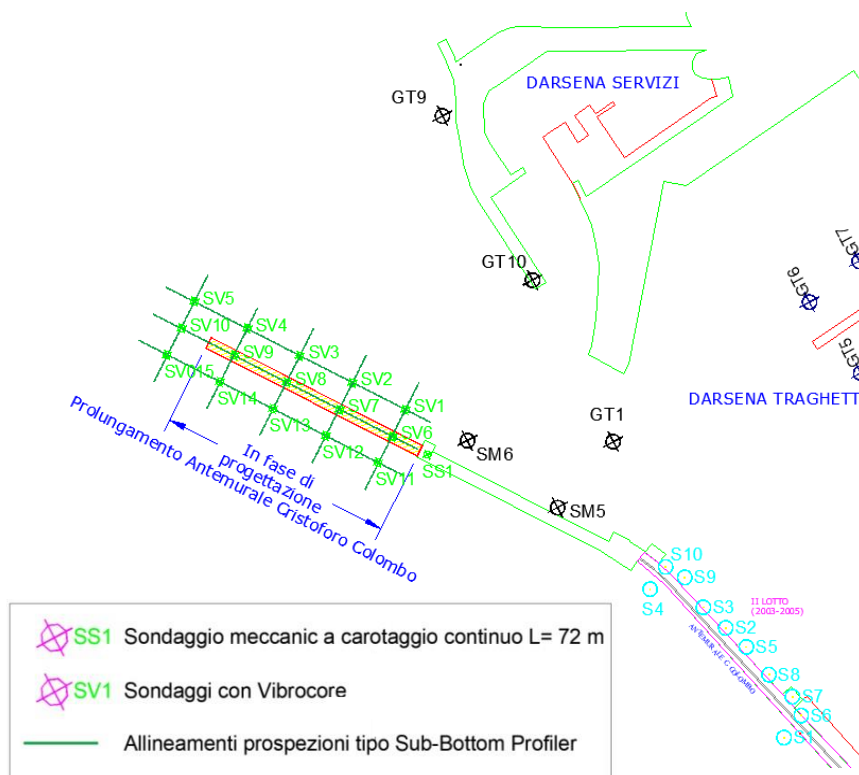 DARSENA SERVIZI
GT9
GT10
GT7
GT6
GT5
DARSENA TRAGHETT
SV5
SV10
SV4
SV9
SV3
SV015
SV8
SV2
SV14
SV7
SV1
SV13
SV6
SV12
SV11
SS1
SM6
GT1
SM5
In fase di
progettazione
Prolungamento Antemurale Cristoforo Colombo
S10
S9
S4
S3
II LOTTO
(2003-2005)
S2
ANTEMURALE C. COLOMBO
S5
S8
S7
S6
S1
SS1 Sondaggio meccanic a carotaggio continuo L= 72 m
SV1 Sondaggi con Vibrocore
Allineamenti prospezioni tipo Sub-Bottom Profiler